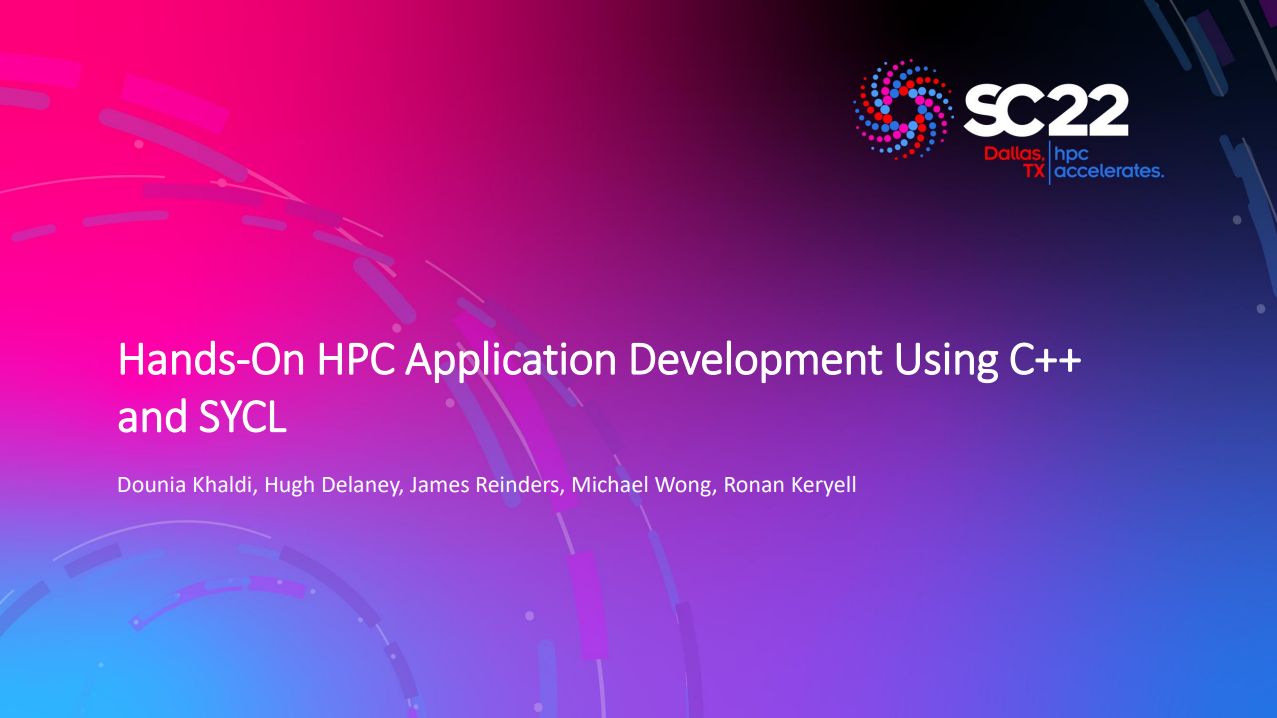 SC22
Dallas, TX
hpc accelerates.
Hands-On HPC Application Development Using C++
and SYCL
Dounia Khaldi, Hugh Delaney, James Reinders, Michael Wong, Ronan Keryell